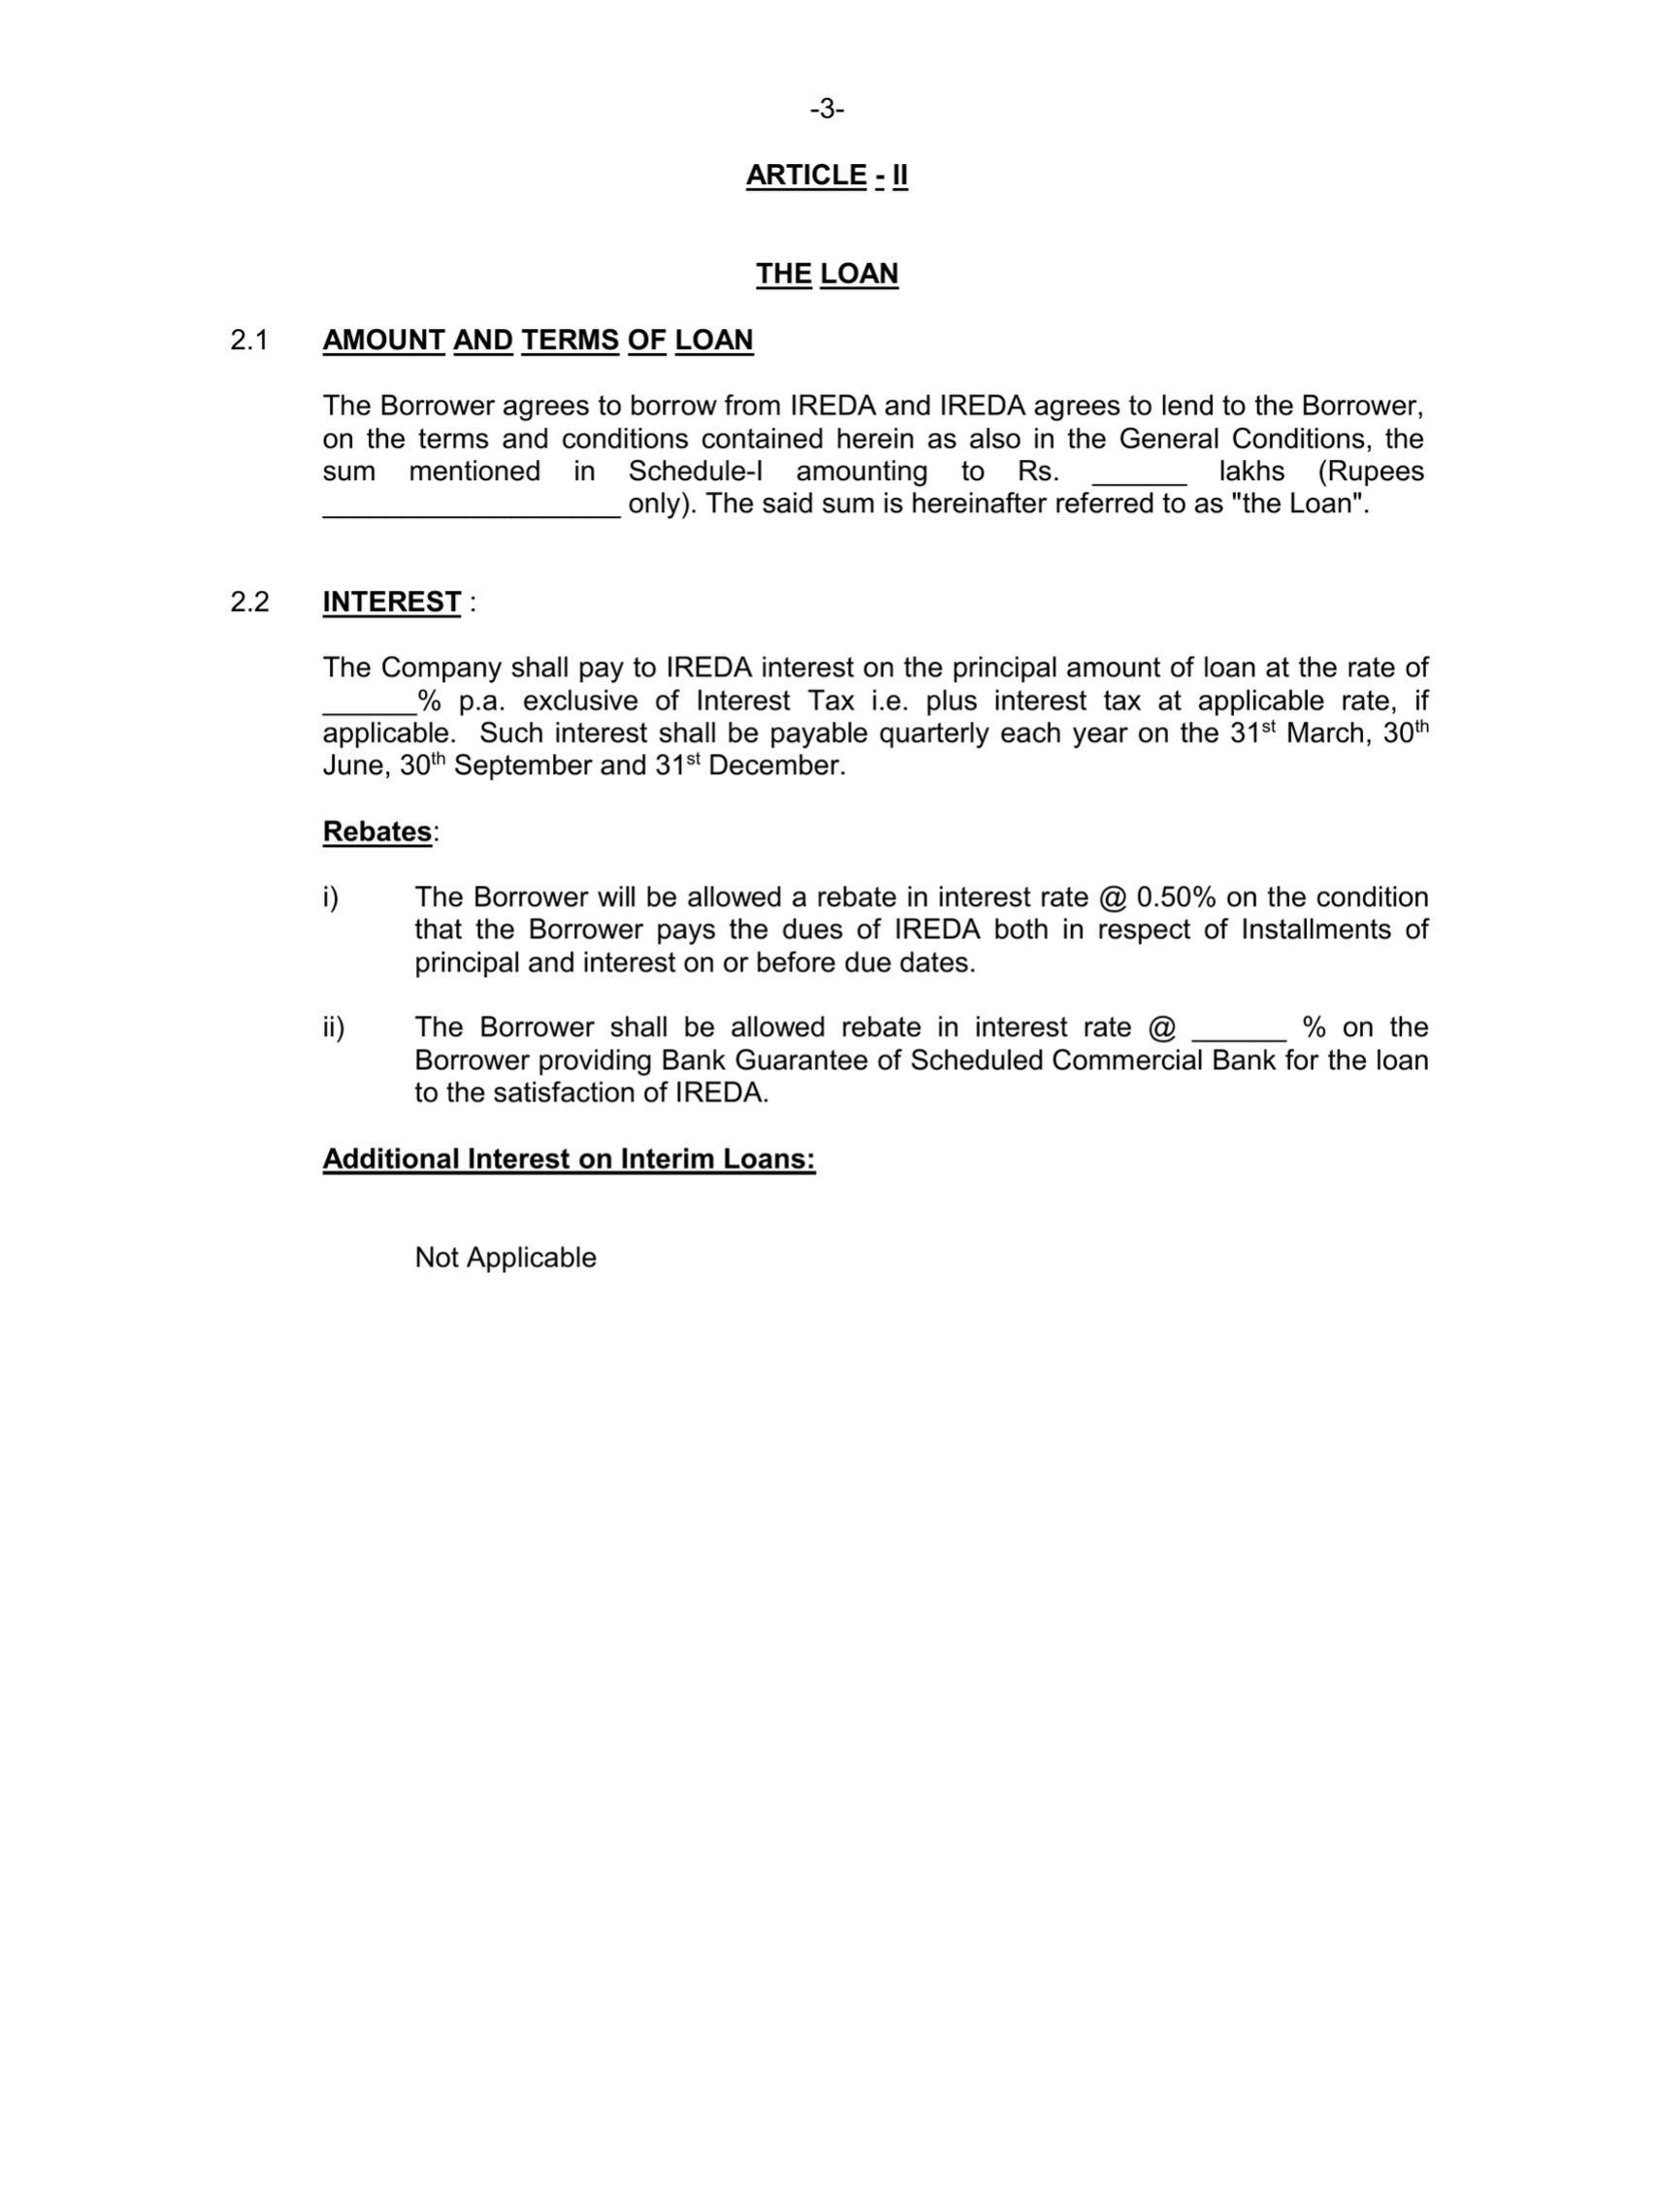 -3-
ARTICLE - II
THE LOAN
2.1 AMOUNT AND TERMS OF LOAN
The Borrower agrees to borrow from IREDA and IREDA agrees to lend to the Borrower,
on the terms and conditions contained herein as also in the General Conditions, the
sum mentioned in Schedule-I amounting to Rs. ______ lakhs (Rupees
___________________ only). The said sum is hereinafter referred to as "the Loan".
2.2 INTEREST :
The Company shall pay to IREDA interest on the principal amount of loan at the rate of
______% p.a. exclusive of Interest Tax i.e. plus interest tax at applicable rate, if
applicable. Such interest shall be payable quarterly each year on the 31st March, 30th
June, 30th September and 31st December.
Rebates:
i) The Borrower will be allowed a rebate in interest rate @ 0.50% on the condition
that the Borrower pays the dues of IREDA both in respect of Installments of
principal and interest on or before due dates.
ii) The Borrower shall be allowed rebate in interest rate @ ______ % on the
Borrower providing Bank Guarantee of Scheduled Commercial Bank for the loan
to the satisfaction of IREDA.
Additional Interest on Interim Loans:
Not Applicable